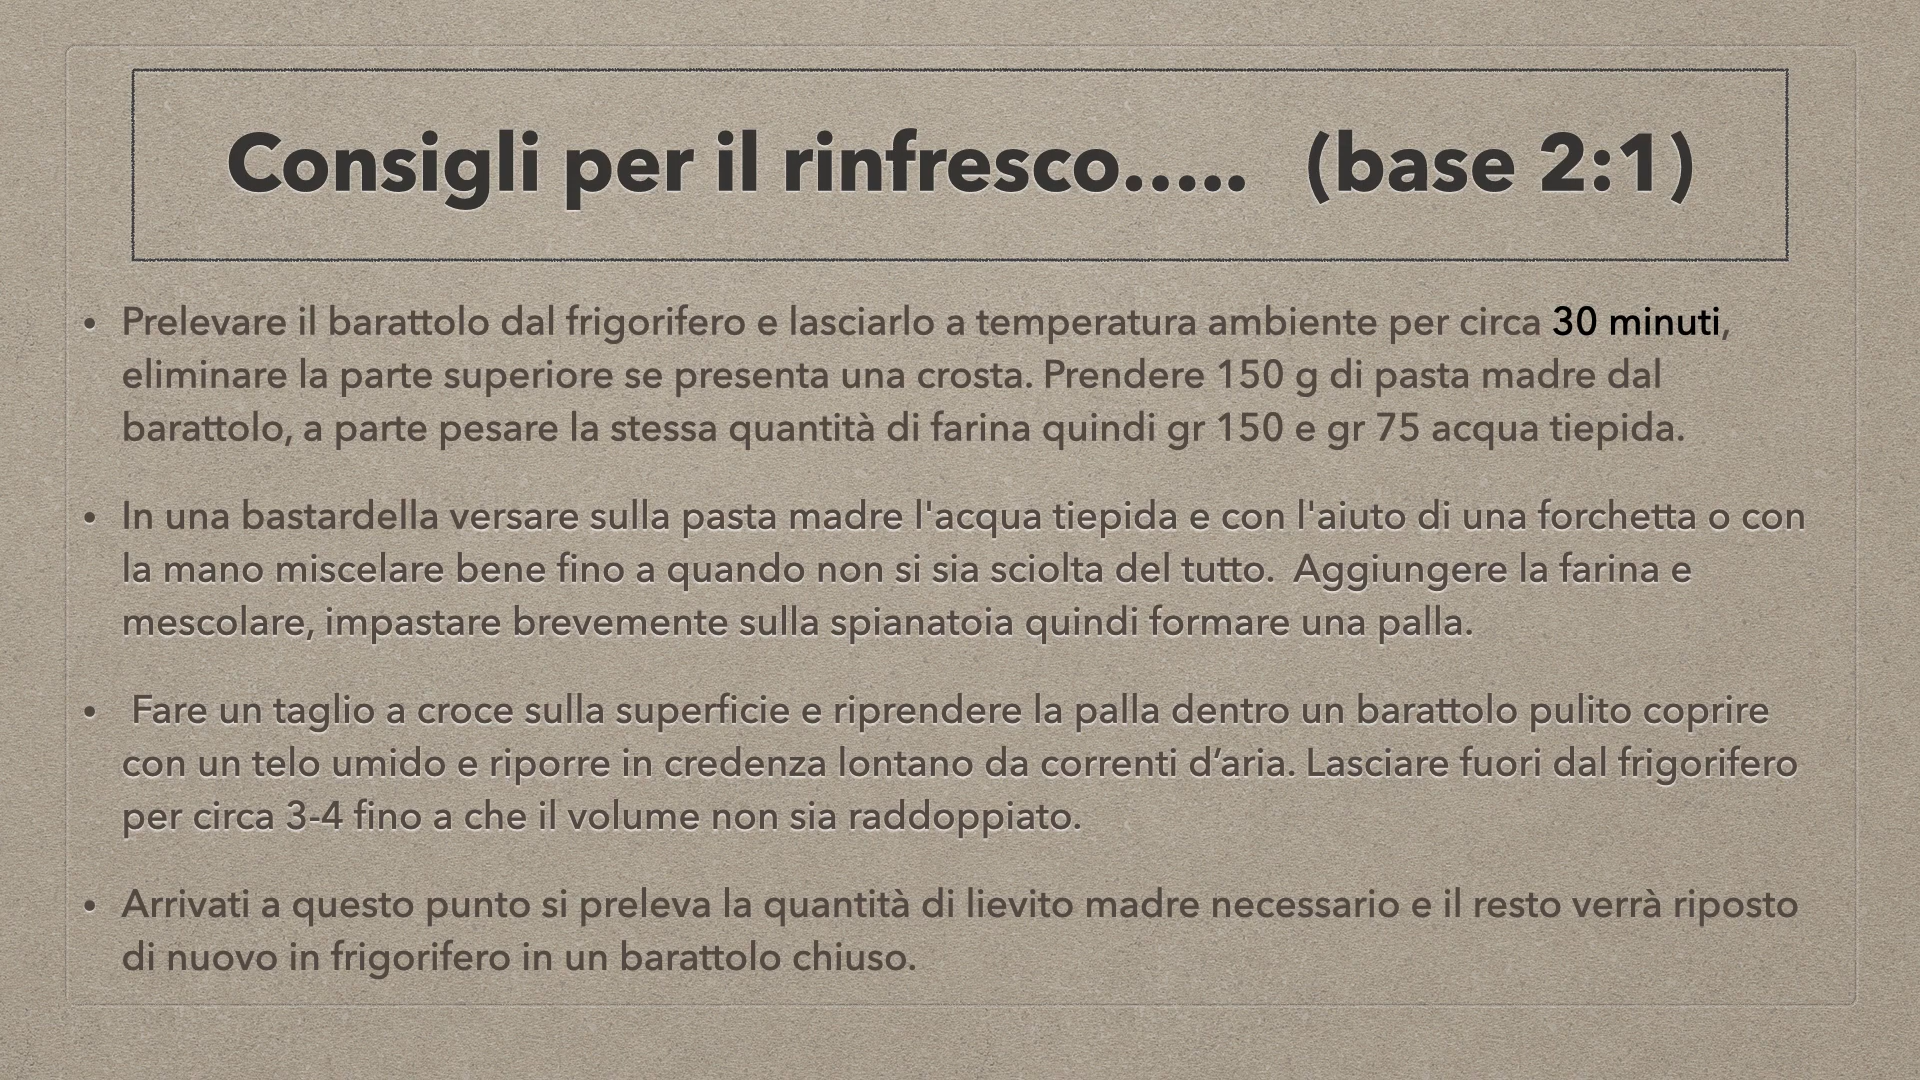 Consigli per il rinfresco….. (base 2:1)
• Prelevare il barattolo dal frigorifero e lasciarlo a temperatura ambiente per circa 30 minuti,
eliminare la parte superiore se presenta una crosta. Prendere 150 g di pasta madre dal
barattolo, a parte pesare la stessa quantità di farina quindi gr 150 e gr 75 acqua tiepida.
• In una bastardella versare sulla pasta madre l'acqua tiepida e con l'aiuto di una forchetta o con
la mano miscelare bene fino a quando non si sia sciolta del tutto. Aggiungere la farina e
mescolare, impastare brevemente sulla spianatoia quindi formare una palla.
• Fare un taglio a croce sulla superficie e riprendere la palla dentro un barattolo pulito coprire
con un telo umido e riporre in credenza lontano da correnti d’aria. Lasciare fuori dal frigorifero
per circa 3-4 fino a che il volume non sia raddoppiato.
• Arrivati a questo punto si preleva la quantità di lievito madre necessario e il resto verrà riposto
di nuovo in frigorifero in un barattolo chiuso.